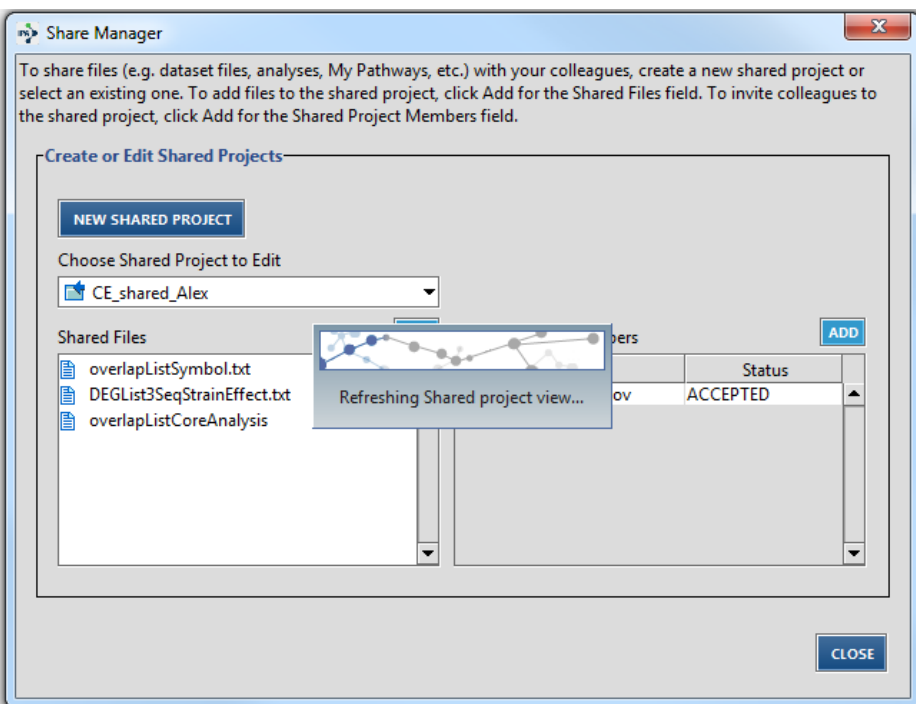 Share Manager
To share files (e.g. dataset files, analyses, My Pathways, etc.) with your colleagues, create a new shared project or
select an existing one. To add files to the shared project, click Add for the Shared Files field. To invite colleagues to
the shared project, click Add for the Shared Project Members field.
Create or Edit Shared Projects
NEW SHARED PROJECT
Choose Shared Project to Edit
CE_shared_Alex
Shared Files
bers
ADD
overlapListSymbol.txt
DEGList3SeqStrainEffect.txt
overlapListCoreAnalysis
Refreshing Shared project view...
Status
ov
ACCEPTED
CLOSE